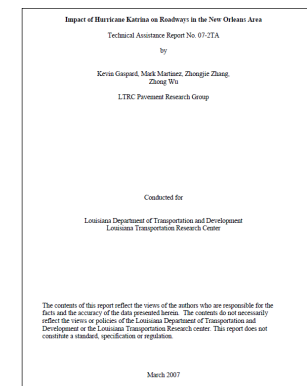 Impact of Hurricane Katrina on Roadways in the New Orleans Area
Technical Assistance Report No. 07-2TA
by
Kevin Gaspard, Mark Martinez, Zhongjie Zhang,
Zhong Wu
LTRC Pavement Research Group
Conducted for
Louisiana Department of Transportation and Development
Louisiana Transportation Research Center
The contents of this report reflect the views of the authors who are responsible for the
facts and the accuracy of the data presented herein. The contents do not necessarily
reflect the views or policies of the Louisiana Department of Transportation and
Development or the Louisiana Transportation Research center. This report does not
constitute a standard, specification or regulation.
March 2007